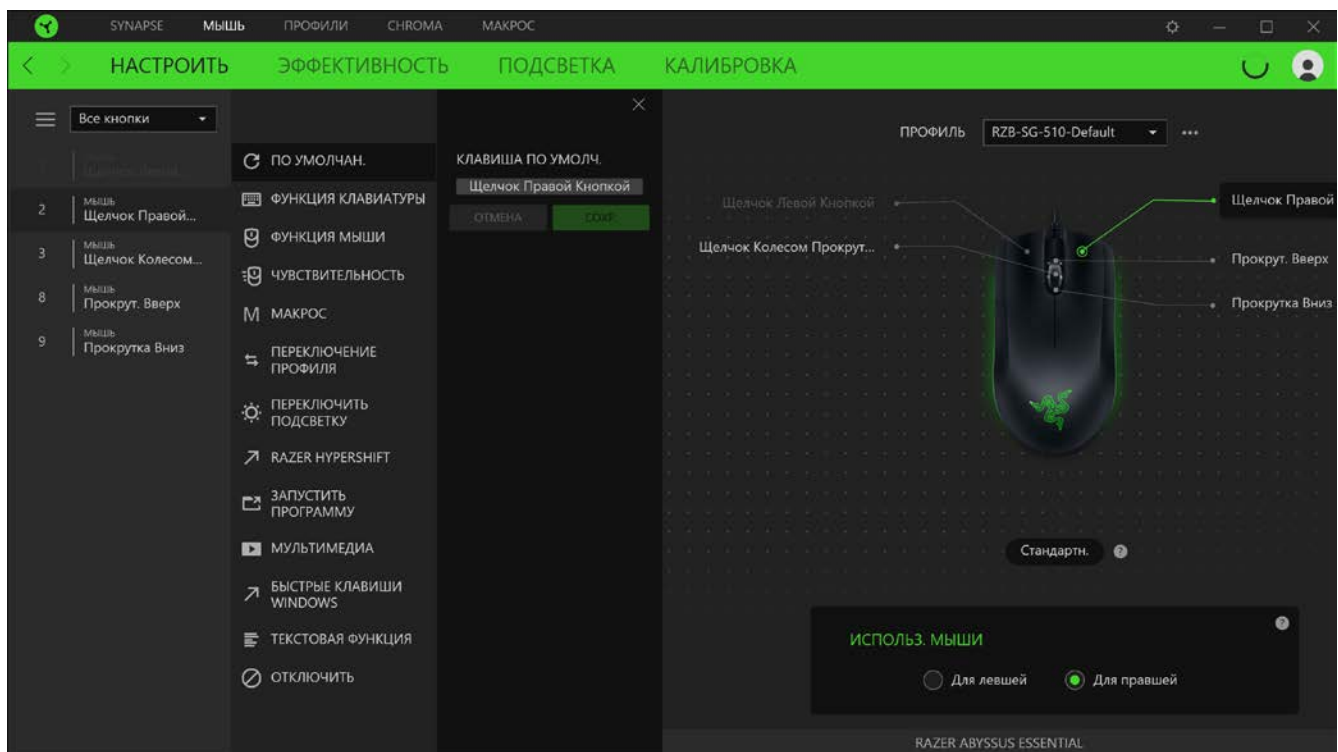 SYNAPSE МЫШЬ ПРОФИЛИ CHROMA МАКРОС
НАСТРОИТЬ ЭФФЕКТИВНОСТЬ ПОДСВЕТКА КАЛИБРОВКА
Все кнопки
2
МЫШЬ
Щелчок Правой...
3
МЫШЬ
Щелчок Колесом...
8
МЫШЬ
Прокрут. Вверх
9
МЫШЬ
Прокрутка Вниз
ПО УМОЛЧАН.
ФУНКЦИЯ КЛАВИАТУРЫ
ФУНКЦИЯ МЫШИ
ЧУВСТВИТЕЛЬНОСТЬ
МАКРОС
ПЕРЕКЛЮЧЕНИЕ
ПРОФИЛЯ
ПЕРЕКЛЮЧИТЬ
ПОДСВЕТКУ
RAZER HYPERSHIFT
ЗАПУСТИТЬ
ПРОГРАММУ
МУЛЬТИМЕДИА
БЫСТРЫЕ КЛАВИШИ
WINDOWS
ТЕКСТОВАЯ ФУНКЦИЯ
ОТКЛЮЧИТЬ
КЛАВИША ПО УМОЛЧ.
Щелчок Правой Кнопкой
ОТМЕНА СОХР.
ПРОФИЛЬ RZB-SG-510-Default
Щелчок Левой Кнопкой
Щелчок Правой
Щелчок Колесом Прокрут...
Прокрут. Вверх
Прокрутка Вниз
Стандартн. ?
ИСПОЛЬЗ. МЫШИ ?
Для левшей Для правшей
RAZER ABYSSUS ESSENTIAL